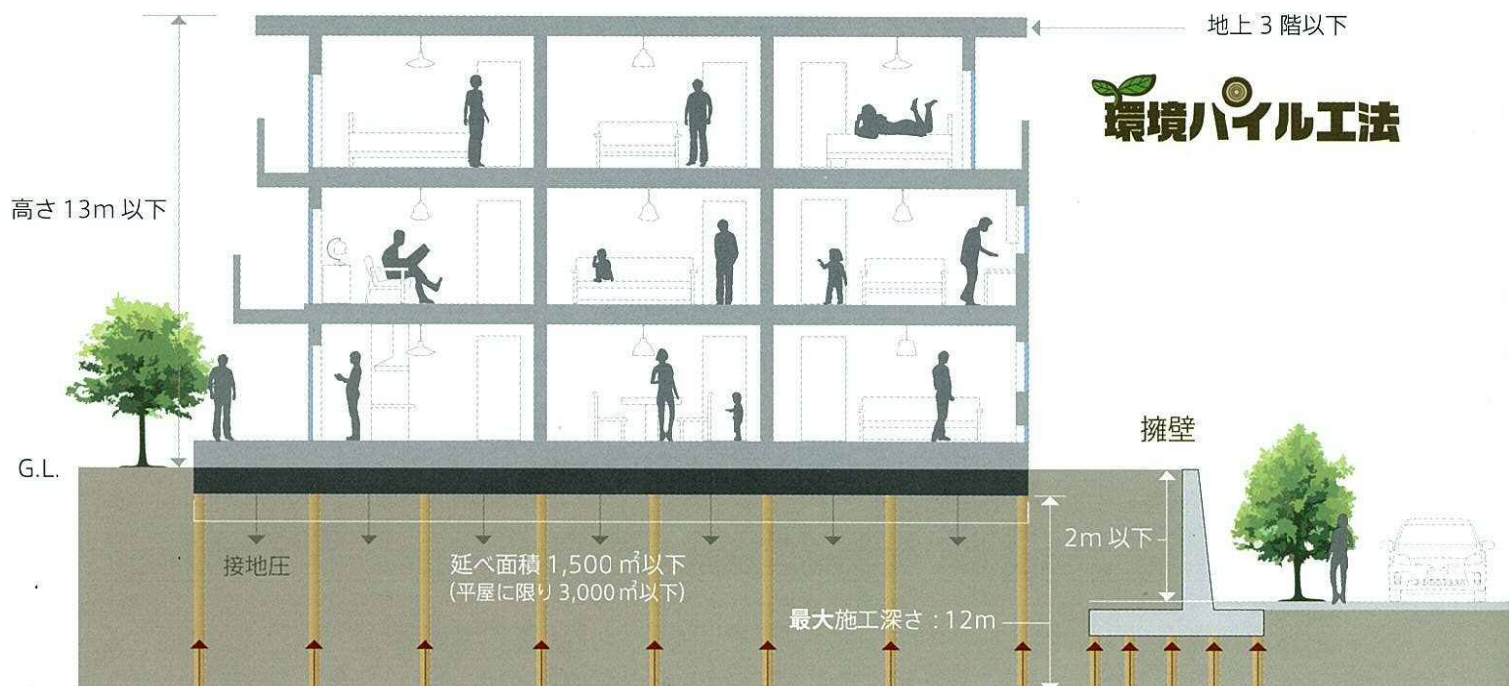 地上 3 階以下
環境パイル工法
高さ 13m 以下
擁壁
G.L.
2m 以下
接地圧
延べ面積 1,500 ㎡以下
(平屋に限り 3,000 ㎡以下)
最大施工深さ : 12m